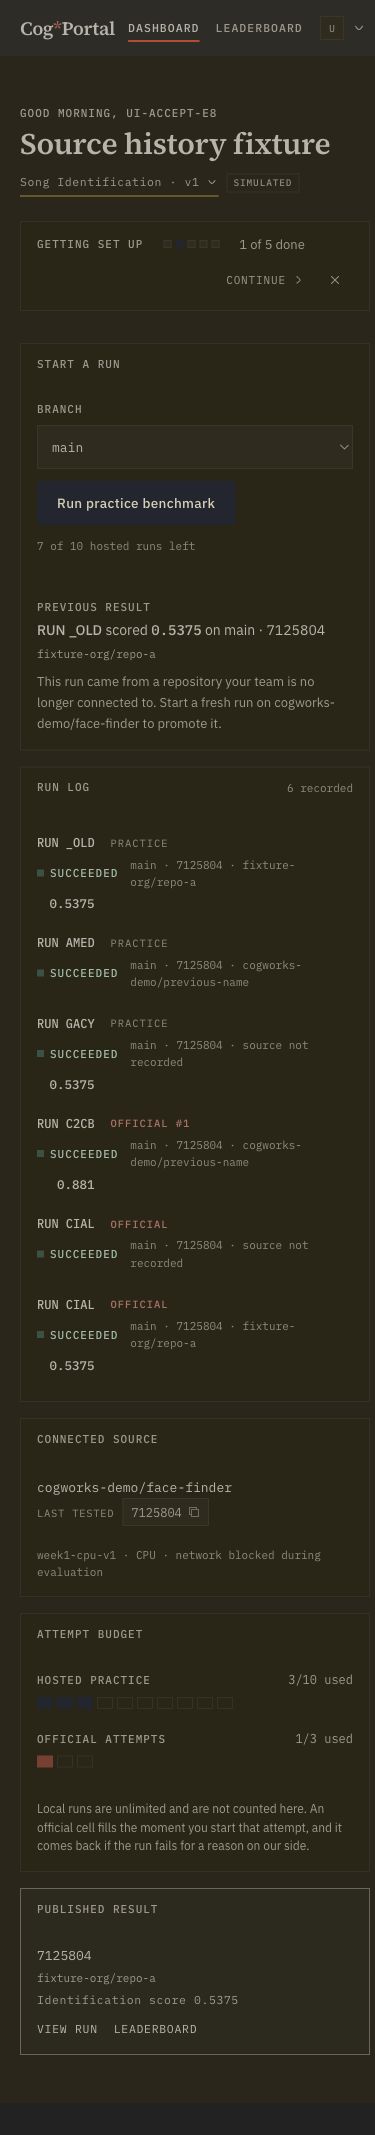 Cog*Portal DASHBOARD LEADERBOARD U
GOOD MORNING, UI-ACCEPT-E8
Source history fixture
Song Identification · v1 SIMULATED
GETTING SET UP 1 of 5 done
CONTINUE
START A RUN
BRANCH
main
Run practice benchmark
7 of 10 hosted runs left
PREVIOUS RESULT
RUN _OLD scored 0.5375 on main · 7125804
fixture-org/repo-a
This run came from a repository your team is no
longer connected to. Start a fresh run on cogworks-
demo/face-finder to promote it.
RUN LOG 6 recorded
RUN _OLD PRACTICE
SUCCEEDED main · 7125804 · fixture-
org/repo-a
0.5375
RUN AMED PRACTICE
SUCCEEDED main · 7125804 · cogworks-
demo/previous-name
RUN GACY PRACTICE
SUCCEEDED main · 7125804 · source not
recorded
0.5375
RUN C2CB OFFICIAL #1
SUCCEEDED main · 7125804 · cogworks-
demo/previous-name
0.881
RUN CIAL OFFICIAL
SUCCEEDED main · 7125804 · source not
recorded
RUN CIAL OFFICIAL
SUCCEEDED main · 7125804 · fixture-
org/repo-a
0.5375
CONNECTED SOURCE
cogworks-demo/face-finder
LAST TESTED 7125804
week1-cpu-v1 · CPU · network blocked during
evaluation
ATTEMPT BUDGET
HOSTED PRACTICE 3/10 used
OFFICIAL ATTEMPTS 1/3 used
Local runs are unlimited and are not counted here. An
official cell fills the moment you start that attempt, and it
comes back if the run fails for a reason on our side.
PUBLISHED RESULT
7125804
fixture-org/repo-a
Identification score 0.5375
VIEW RUN LEADERBOARD